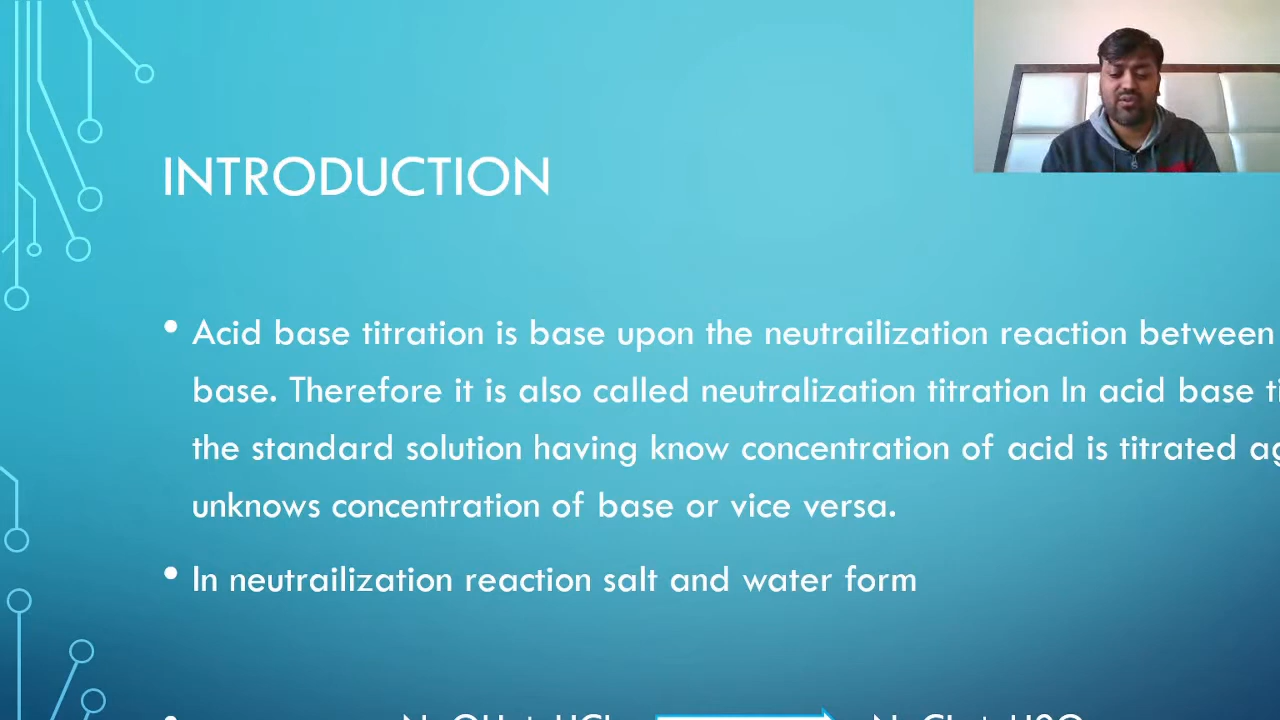 INTRODUCTION
• Acid base titration is base upon the neutrailization reaction between
base. Therefore it is also called neutralization titration In acid base
the standard solution having know concentration of acid is titrated
unknows concentration of base or vice versa.
• In neutrailization reaction salt and water form